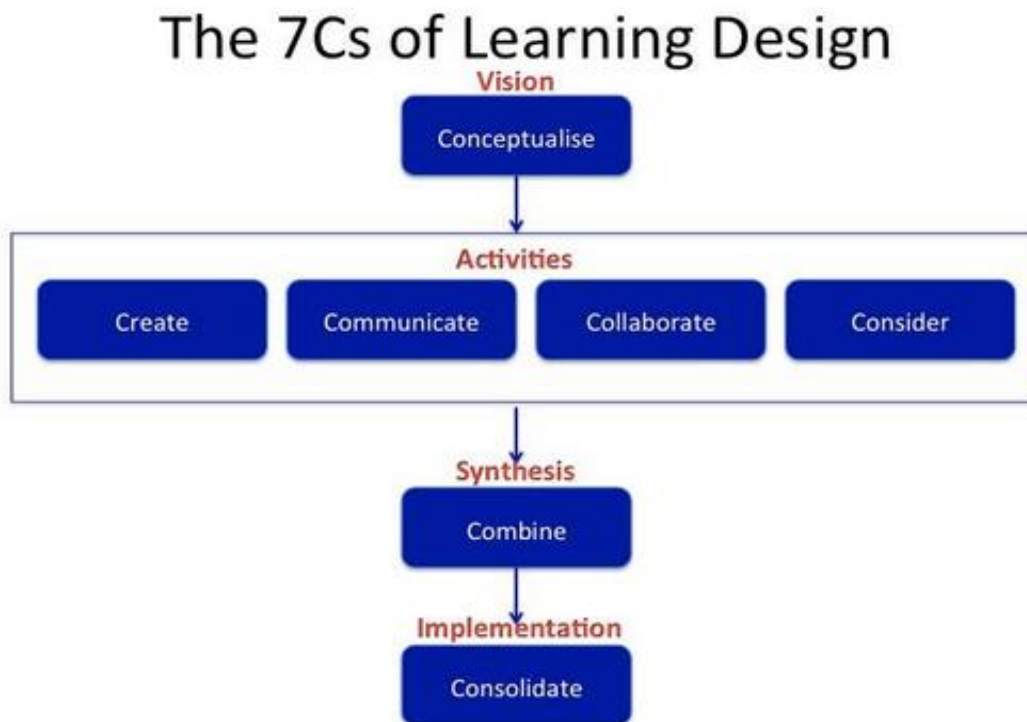 The 7Cs of Learning Design
Vision
Conceptualise
Activities
Create Communicate Collaborate Consider
Synthesis
Combine
Implementation
Consolidate